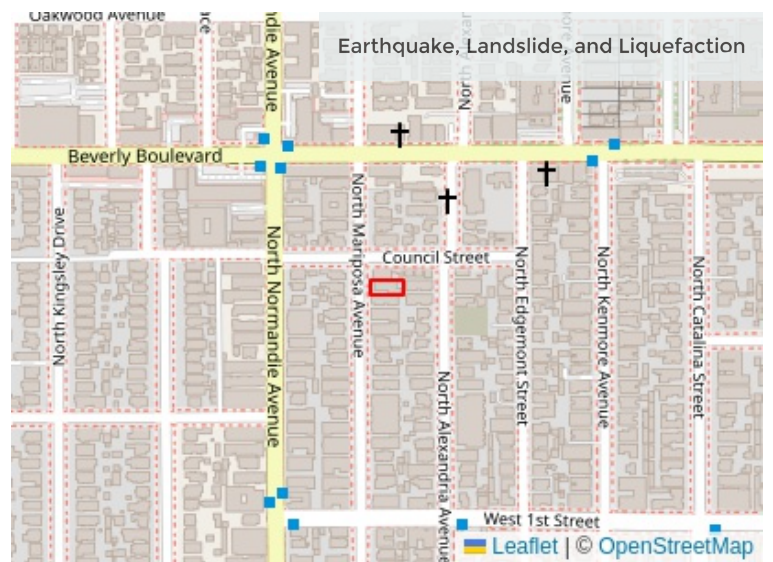 Oakwood Avenue
Earthquake, Landslide, and Liquefaction
Beverly Boulevard
North Kingsley Drive
North Normandie Avenue
North Mariposa Avenue
Council Street
North Alexandria Avenue
North Edgemont Street
North Kenmore Avenue
North Catalina Street
West 1st Street
Leaflet | © OpenStreetMap